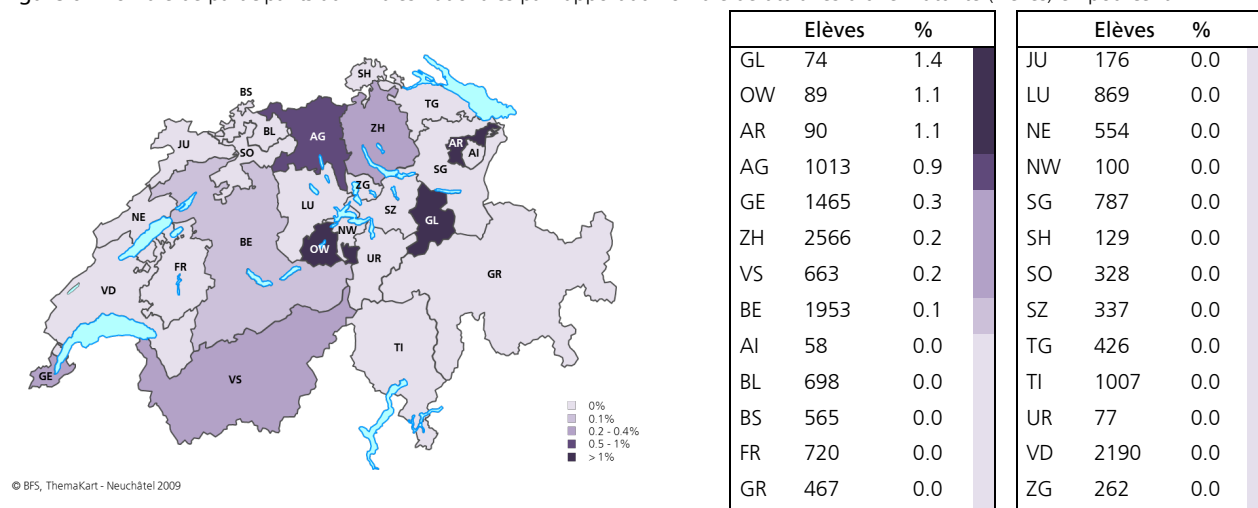 SH
BS
TG
BL
AG
ZH
JU
AR
AI
SO
SG
ZG
LU
SZ
NE
GL
NW
BE
OW
UR
FR
GR
VD
TI
GE
VS
0%
0.1%
0.2 - 0.4%
0.5 - 1%
> 1%
© BFS, ThemaKart - Neuchâtel 2009
Elèves %
GL 74 1.4
OW 89 1.1
AR 90 1.1
AG 1013 0.9
GE 1465 0.3
ZH 2566 0.2
VS 663 0.2
BE 1953 0.1
AI 58 0.0
BL 698 0.0
BS 565 0.0
FR 720 0.0
GR 467 0.0
Elèves %
JU 176 0.0
LU 869 0.0
NE 554 0.0
NW 100 0.0
SG 787 0.0
SH 129 0.0
SO 328 0.0
SZ 337 0.0
TG 426 0.0
TI 1007 0.0
UR 77 0.0
VD 2190 0.0
ZG 262 0.0